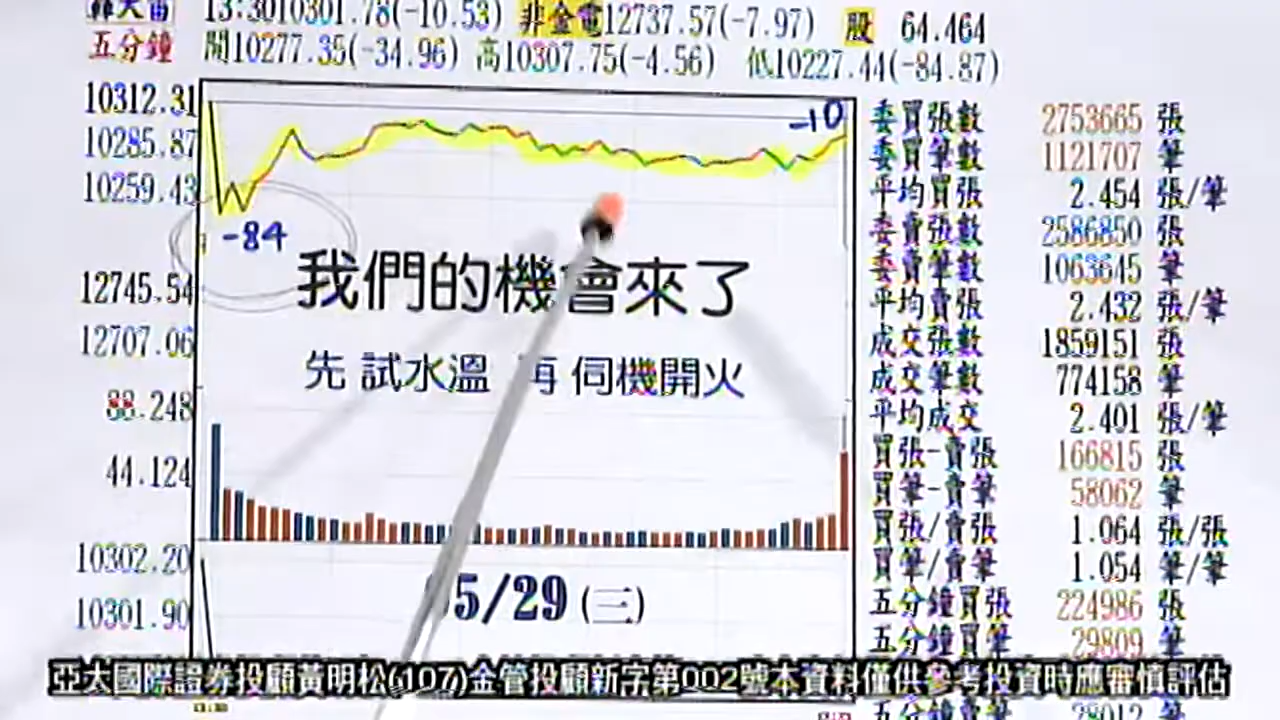 13:30 10301.78(-10.53) 非金電12737.57(-7.97) 股 64.464
五分鐘 開10277.35(-34.96) 高10307.75(-4.56) 低10227.44(-84.87)
10312.31
10285.87
10259.43
-10
-84
我們的機會來了
先 試水溫 再 伺機開火
12745.54
12707.06
88.248
44.124
10302.20
10301.90
05/29 (三)
委買張數 2753665 張
委買筆數 1121707 筆
平均買張 2.454 張/筆
委賣張數 2586850 張
委賣筆數 1063645 筆
平均賣張 2.432 張/筆
成交張數 1859151 張
成交筆數 774158 筆
平均成交 2.401 張/筆
買張-賣張 166815 張
買筆-賣筆 58062 筆
買張/賣張 1.064 張/張
買筆/賣筆 1.054 筆/筆
五分鐘買張 224986 張
五分鐘買筆 29809 筆
亞太國際證券投顧黃明松(107)金管投顧新字第002號本資料僅供參考投資時應審慎評估